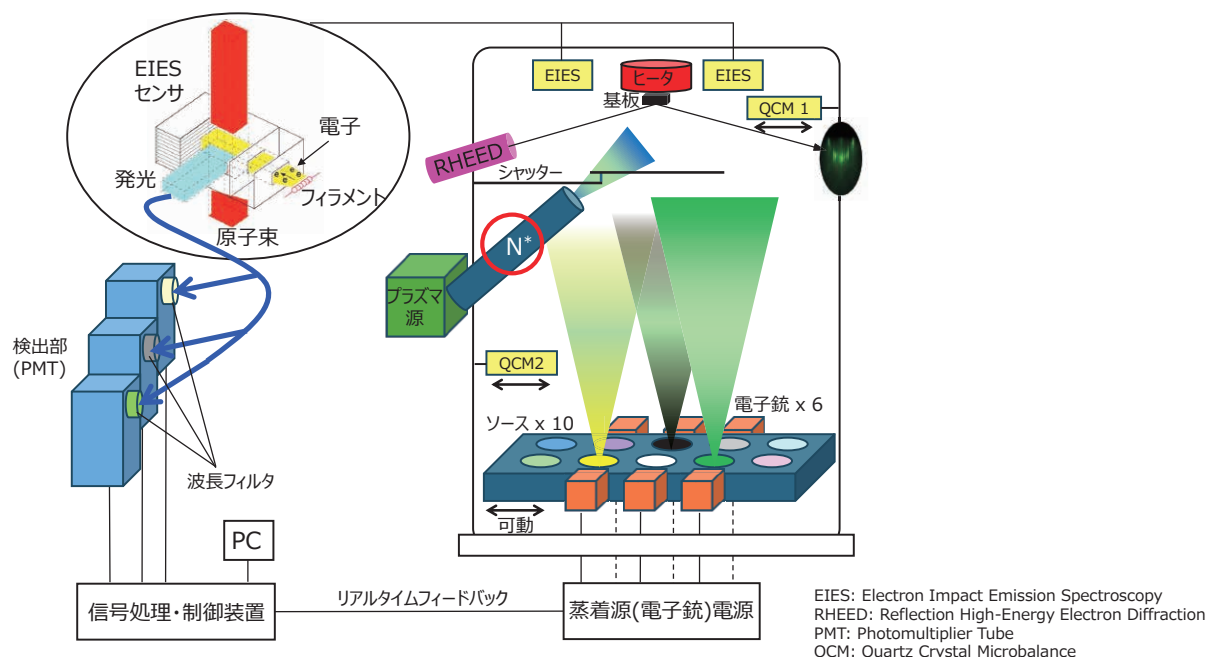 EIES
センサ
電子
発光
フィラメント
原子束
検出部
(PMT)
波長フィルタ
PC
信号処理・制御装置
リアルタイムフィードバック
EIES
ヒータ
EIES
基板
QCM 1
RHEED
シャッター
N*
プラズマ
源
QCM2
電子銃 x 6
ソース x 10
可動
蒸着源(電子銃)電源
EIES: Electron Impact Emission Spectroscopy
RHEED: Reflection High-Energy Electron Diffraction
PMT: Photomultiplier Tube
QCM: Quartz Crystal Microbalance